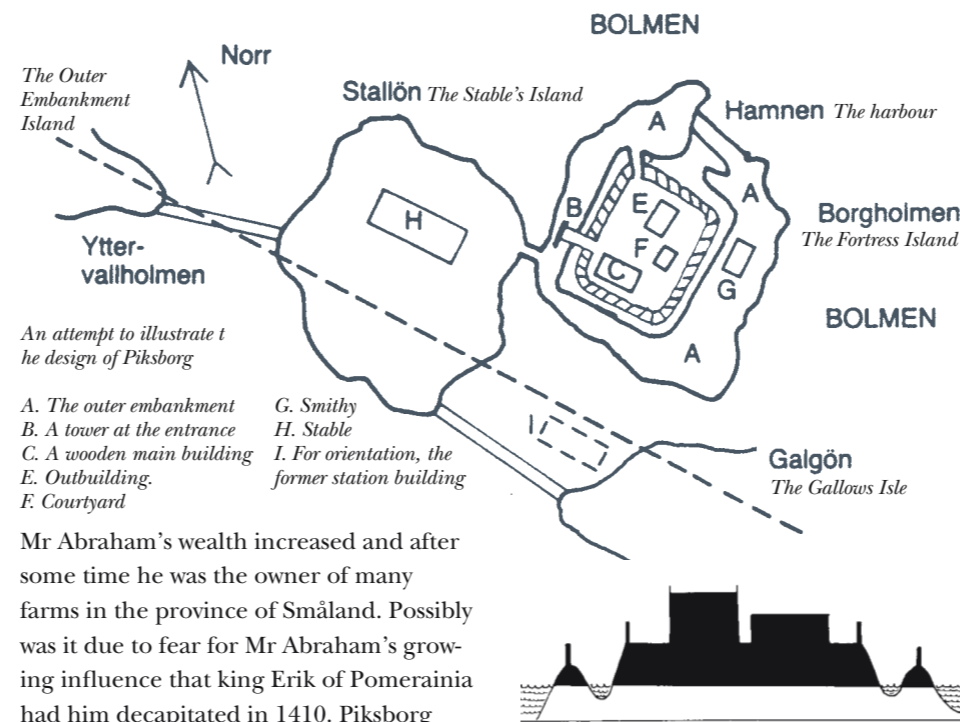 BOLMEN
Norr
The Outer
Embankment
Island
Stallön The Stable's Island
A
Hamnen The harbour
A
B
E
H
Borgholmen
The Fortress Island
F
Ytter-
vallholmen
C
G
BOLMEN
An attempt to illustrate t
he design of Piksborg
A
A. The outer embankment
B. A tower at the entrance
C. A wooden main building
E. Outbuilding.
F. Courtyard
G. Smithy
H. Stable
I. For orientation, the
former station building
I
Galgön
The Gallows Isle
Mr Abraham's wealth increased and after
some time he was the owner of many
farms in the province of Småland. Possibly
was it due to fear for Mr Abraham's grow-
ing influence that king Erik of Pomerainia
had him decapitated in 1410. Piksborg